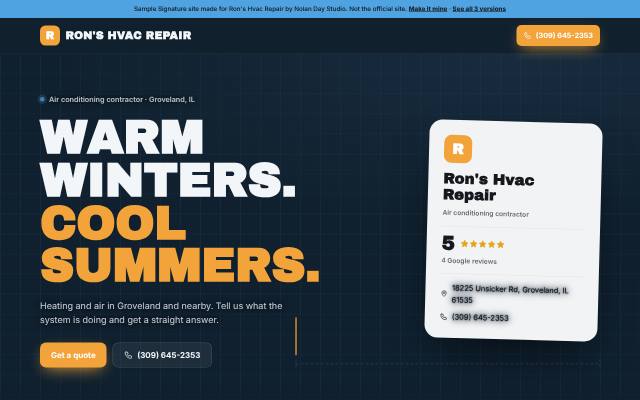 Sample Signature site made for Ron's Hvac Repair by Nolan Day Studio. Not the official site. Make it mine · See all 3 versions
R RON'S HVAC REPAIR
(309) 645-2353
Air conditioning contractor · Groveland, IL
WARM
WINTERS.
COOL
SUMMERS.
Heating and air in Groveland and nearby. Tell us what the
system is doing and get a straight answer.
Get a quote
(309) 645-2353
R
Ron's Hvac
Repair
Air conditioning contractor
5
4 Google reviews
18225 Unsicker Rd, Groveland, IL
61535
(309) 645-2353